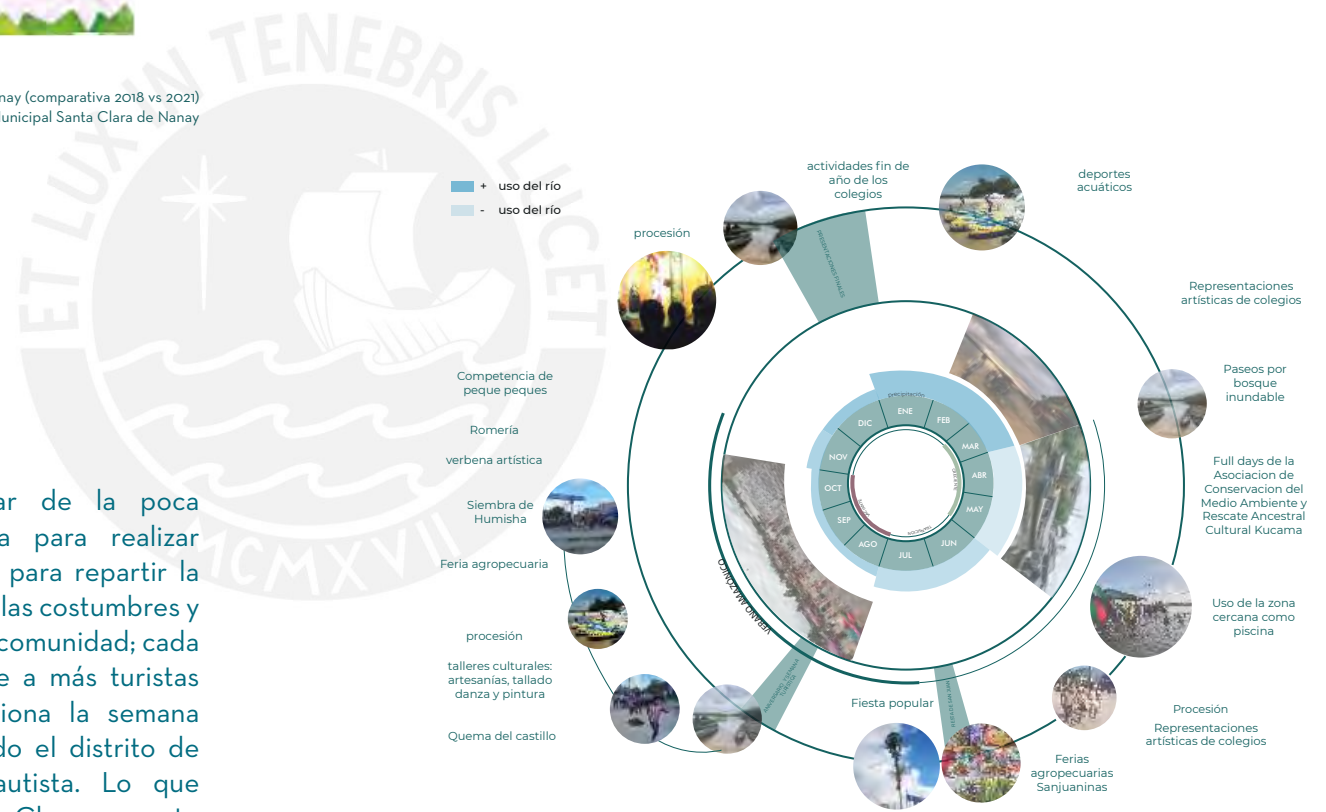 nay (comparativa 2018 vs 2021)
unicipal Santa Clara de Nanay
ET LUX IN TENEBRIS LUCET
MCMXVII
+ uso del río
- uso del río
ar de la poca
a para realizar
para repartir la
las costumbres y
comunidad; cada
e a más turistas
iona la semana
do el distrito de
autista. Lo que
procesión
actividades fin de
año de los
colegios
deportes
acuáticos
Representaciones
artísticas de colegios
Paseos por
bosque
inundable
Full days de la
Asociacion de
Conservacion del
Medio Ambiente y
Rescate Ancestral
Cultural Kucama
Uso de la zona
cercana como
piscina
Procesión
Representaciones
artísticas de colegios
Ferias
agropecuarias
Sanjuaninas
Fiesta popular
Competencia de
peque peques
Romería
verbena artística
Siembra de
Humisha
Feria agropecuaria
procesión
talleres culturales:
artesanías, tallado
danza y pintura
Quema del castillo
PRESENTACIONES FINALES
VERANO AMAZÓNICO
precipitación
ENE
FEB
MAR
ABR
MAY
JUN
JUL
AGO
SEP
OCT
NOV
DIC